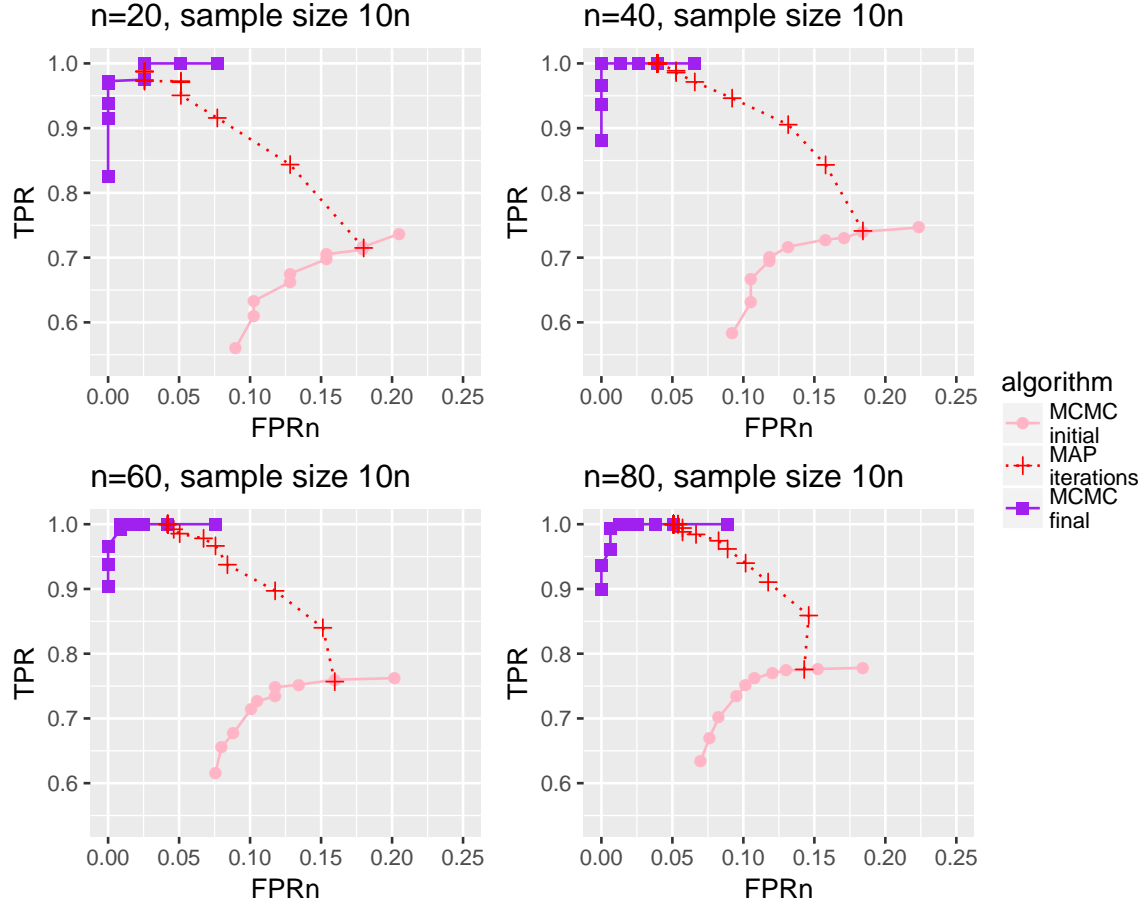 n=20, sample size 10n
n=40, sample size 10n
TPR
1.0
0.9
0.8
0.7
0.6
0.00 0.05 0.10 0.15 0.20 0.25
FPRn
TPR
1.0
0.9
0.8
0.7
0.6
0.00 0.05 0.10 0.15 0.20 0.25
FPRn
algorithm
MCMC
initial
MAP
iterations
MCMC
final
n=60, sample size 10n
n=80, sample size 10n
TPR
1.0
0.9
0.8
0.7
0.6
0.00 0.05 0.10 0.15 0.20 0.25
FPRn
TPR
1.0
0.9
0.8
0.7
0.6
0.00 0.05 0.10 0.15 0.20 0.25
FPRn